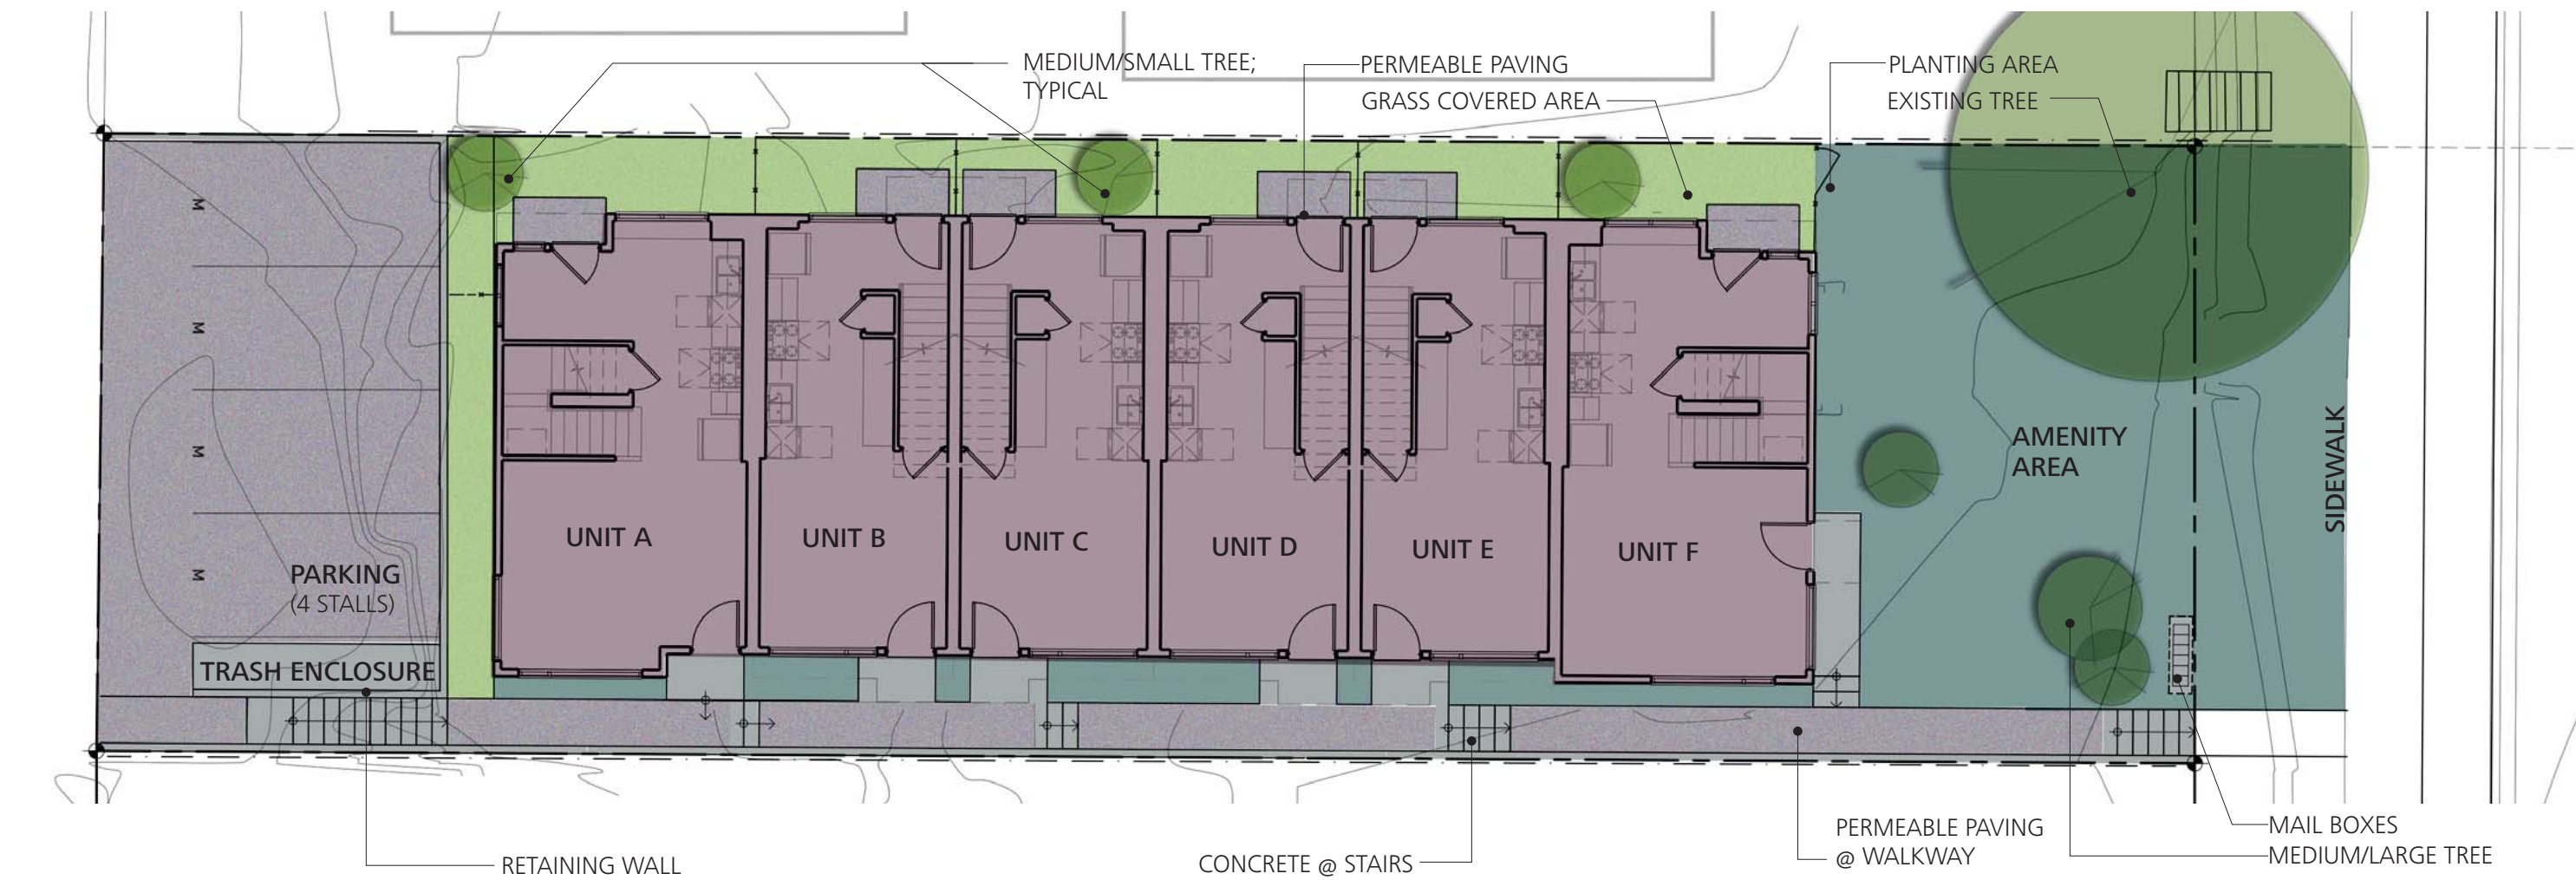 MEDIUM/SMALL TREE;
TYPICAL
PERMEABLE PAVING
GRASS COVERED AREA
PLANTING AREA
EXISTING TREE
M
M
M
M
PARKING
(4 STALLS)
TRASH ENCLOSURE
UNIT A
UNIT B
UNIT C
UNIT D
UNIT E
UNIT F
AMENITY
AREA
SIDEWALK
RETAINING WALL
CONCRETE @ STAIRS
PERMEABLE PAVING
@ WALKWAY
MAIL BOXES
MEDIUM/LARGE TREE